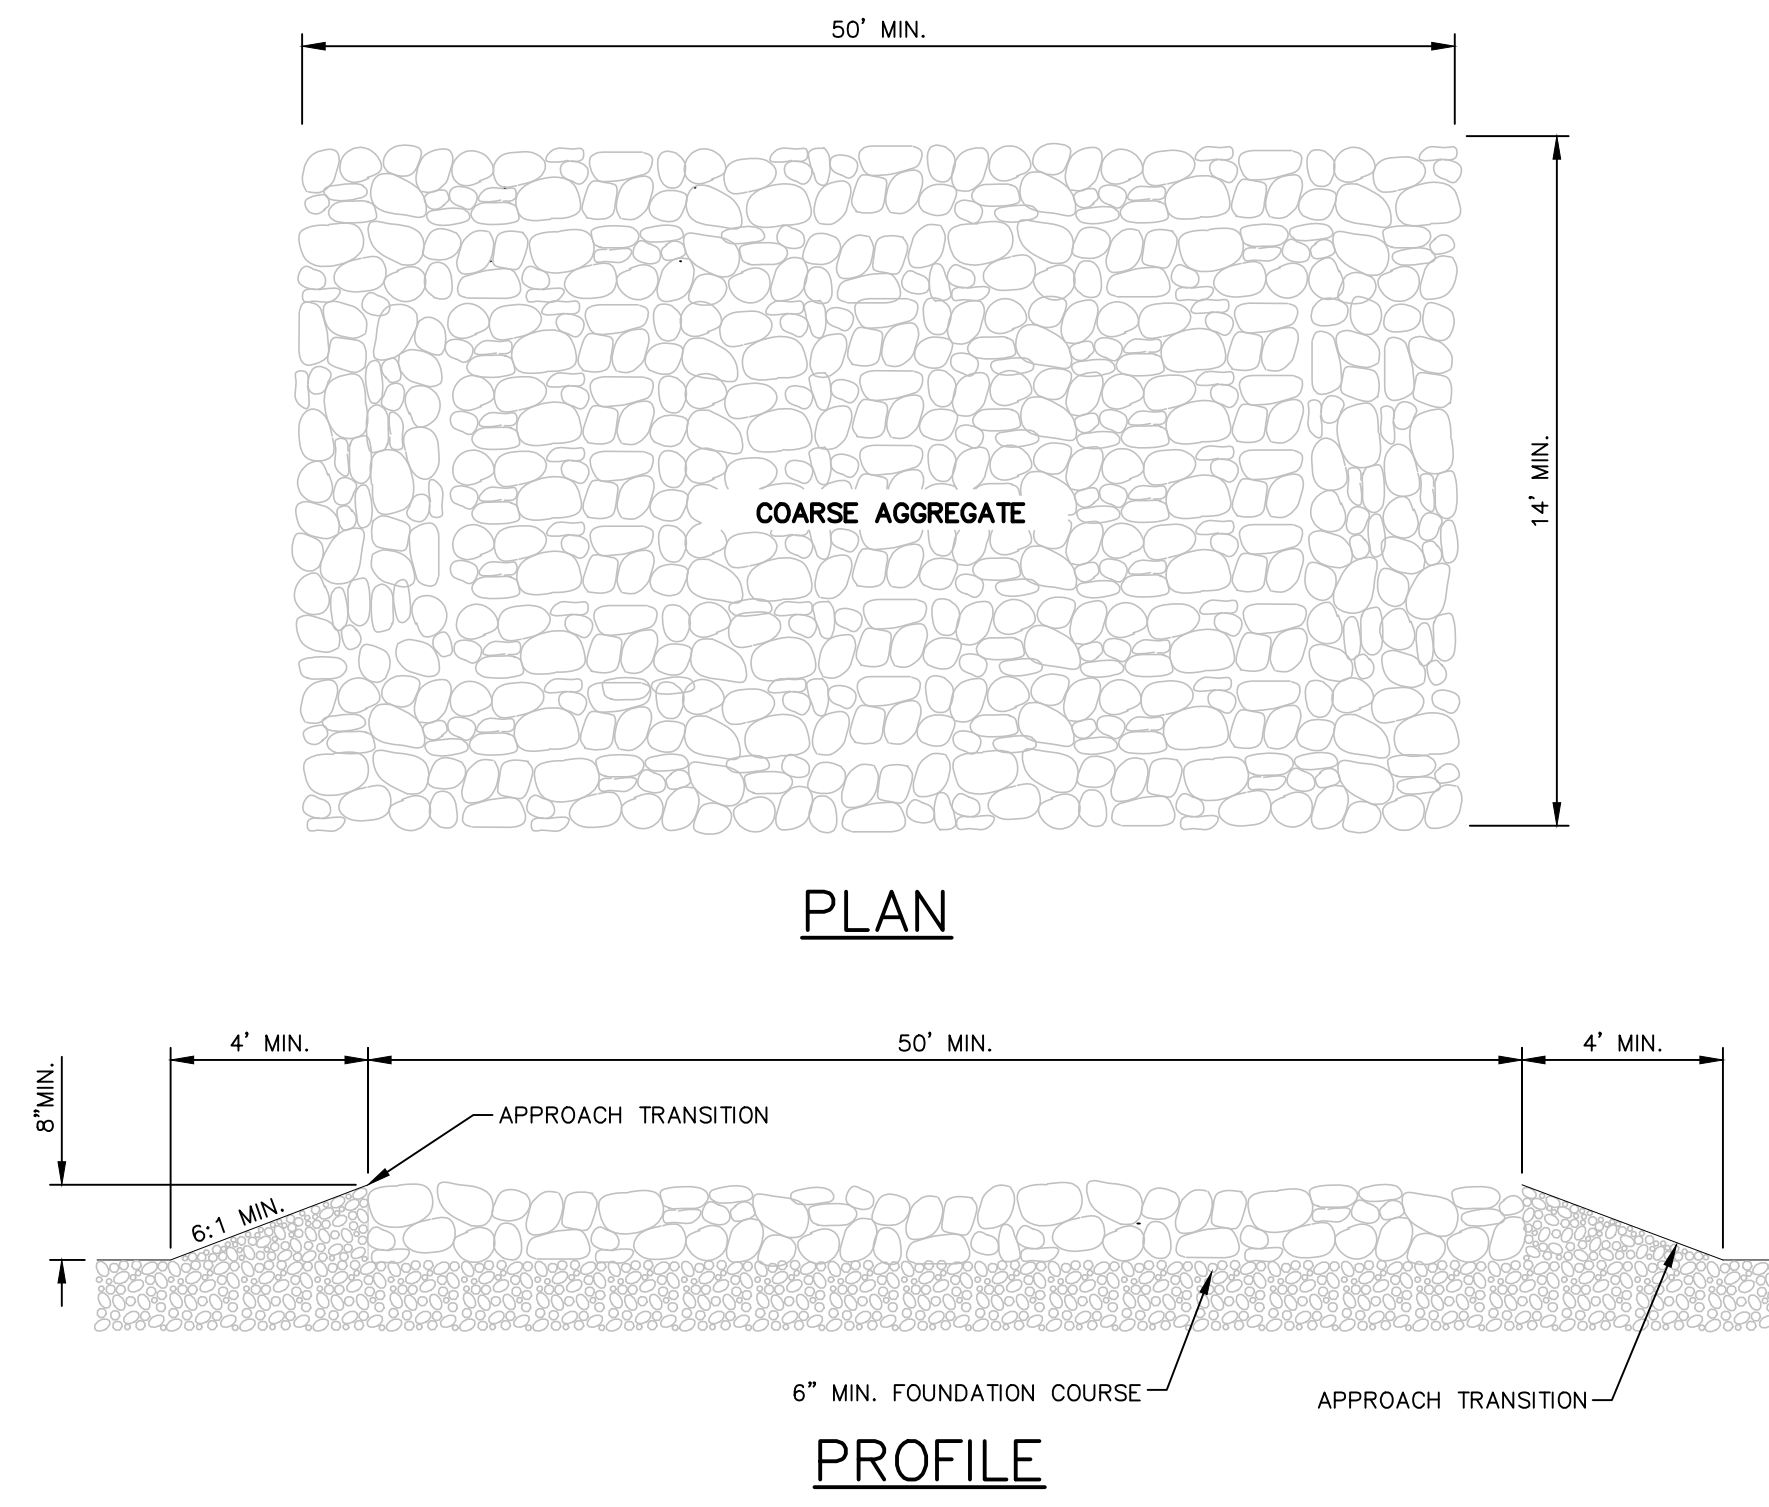 50' MIN.
14' MIN.
COARSE AGGREGATE
PLAN
4' MIN.
50' MIN.
4' MIN.
8"MIN.
APPROACH TRANSITION
6:1 MIN.
6" MIN. FOUNDATION COURSE
APPROACH TRANSITION
PROFILE